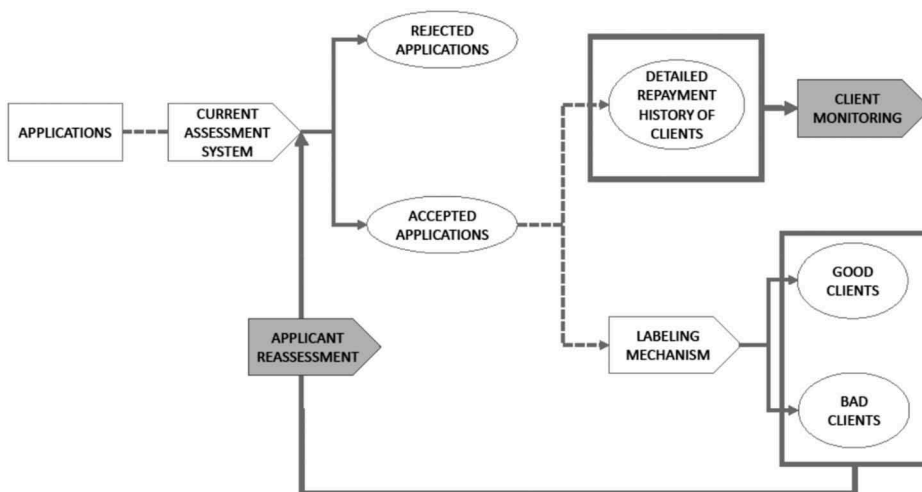 REJECTED
APPLICATIONS
DETAILED
REPAYMENT
HISTORY OF
CLIENTS
CLIENT
MONITORING
APPLICATIONS
CURRENT
ASSESSMENT
SYSTEM
ACCEPTED
APPLICATIONS
GOOD
CLIENTS
APPLICANT
REASSESSMENT
LABELING
MECHANISM
BAD
CLIENTS